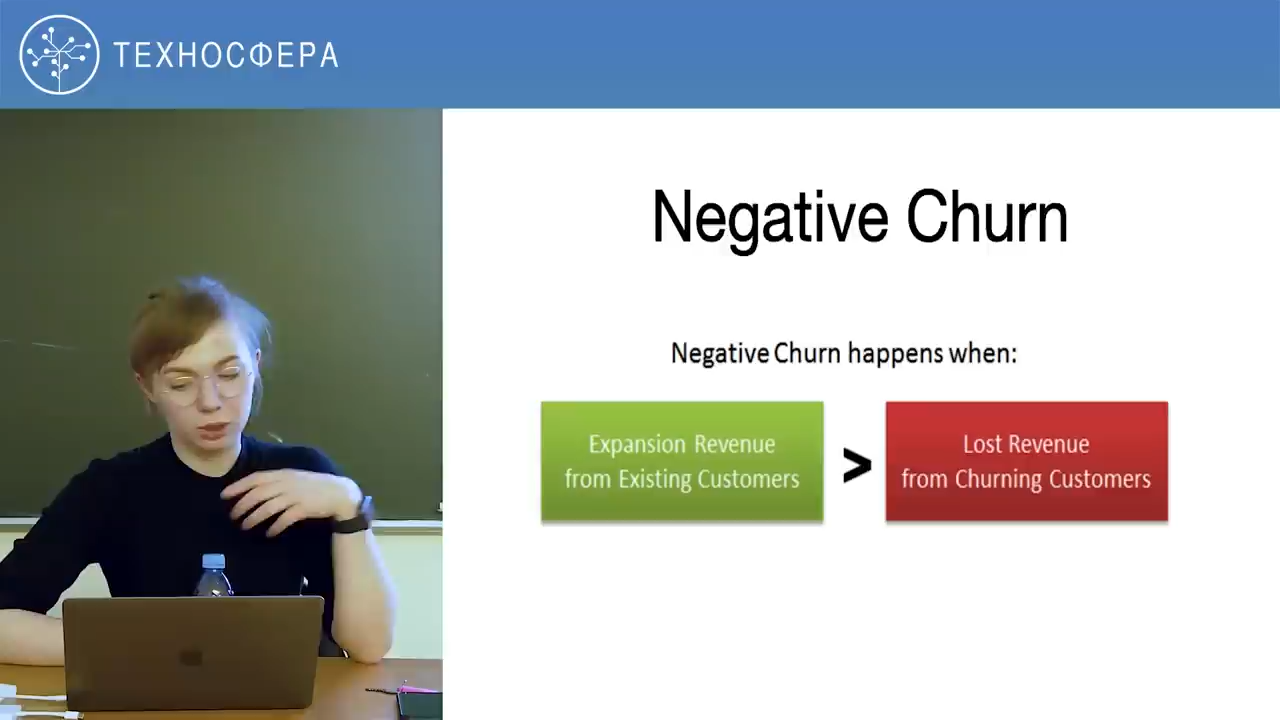 ТЕХНОСФЕРА
Negative Churn
Negative Churn happens when:
Expansion Revenue
from Existing Customers
>
Lost Revenue
from Churning Customers